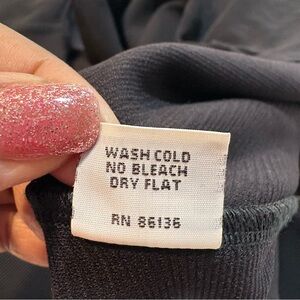 WASH COLD
NO BLEACH
DRY FLAT
RN 86136